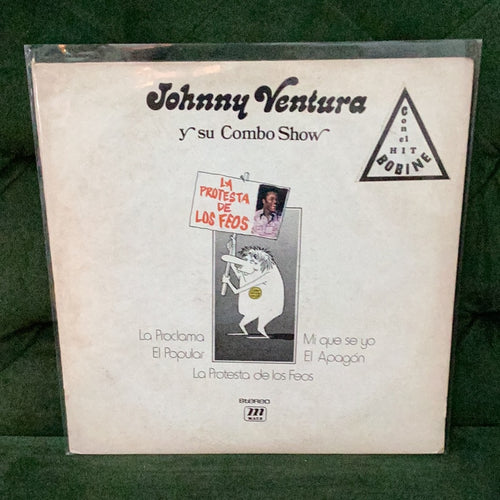 Johnny Ventura
y su Combo Show
Con el
HIT
BOBINE
LA
PROTESTA
DE
LOS FEOS
La Proclama
El Popular
Mi que se yo
El Apagón
La Protesta de los Feos
stereo
m